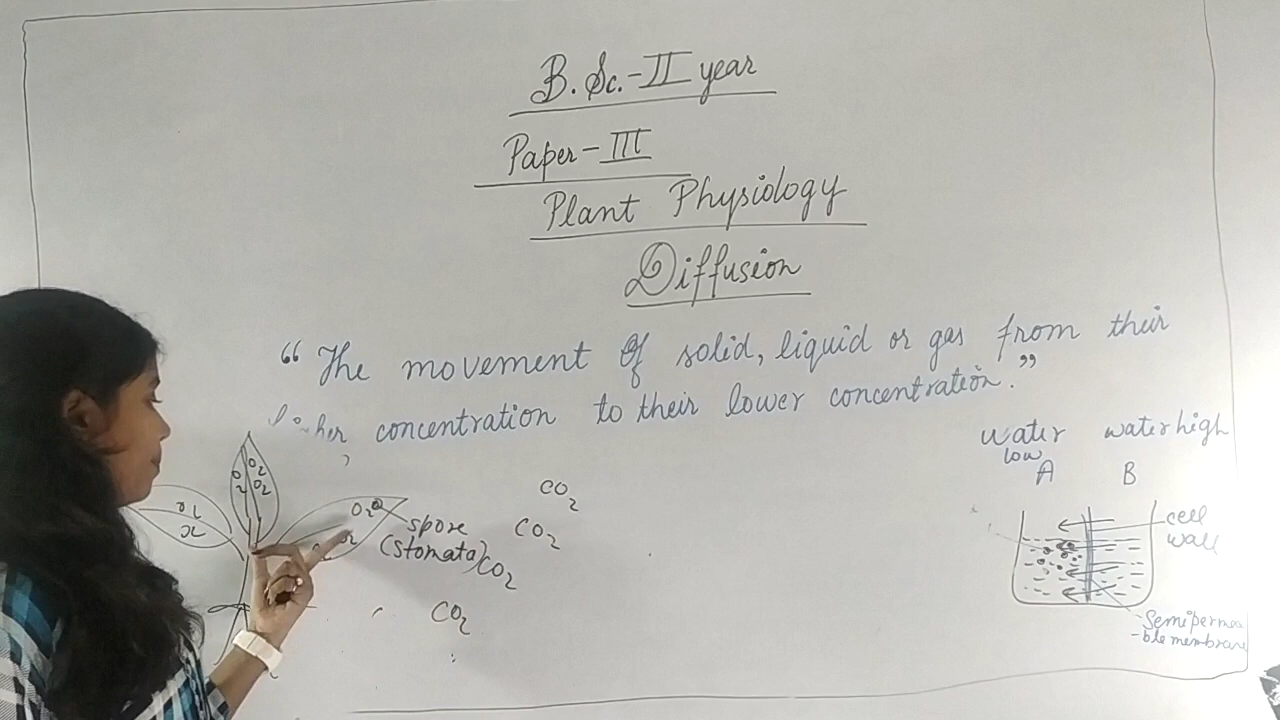 B. Sc.-II year
Paper-III
Plant Physiology
Diffusion
“ The movement of solid, liquid or gas from their
concentration to their lower concentration.”
water water high
low
A B
O2
O2
O2
O2
spore
(stomata)
CO2
CO2
CO2
CO2
cell
wall
Semipermea
-ble membrane